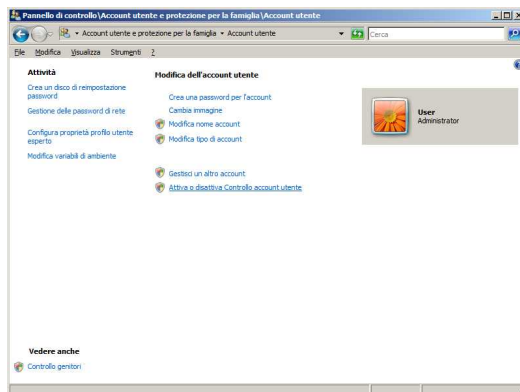 Pannello di controllo\Account utente e protezione per la famiglia\Account utente
Account utente e protezione per la famiglia
Account utente
Cerca
File Modifica Visualizza Strumenti ?
Attività
Crea un disco di reimpostazione
password
Gestione delle password di rete
Configura proprietà profilo utente
esperto
Modifica variabili di ambiente
Modifica dell'account utente
Crea una password per l'account
Cambia immagine
Modifica nome account
Modifica tipo di account
Gestisci un altro account
Attiva o disattiva Controllo account utente
User
Administrator
Vedere anche
Controllo genitori